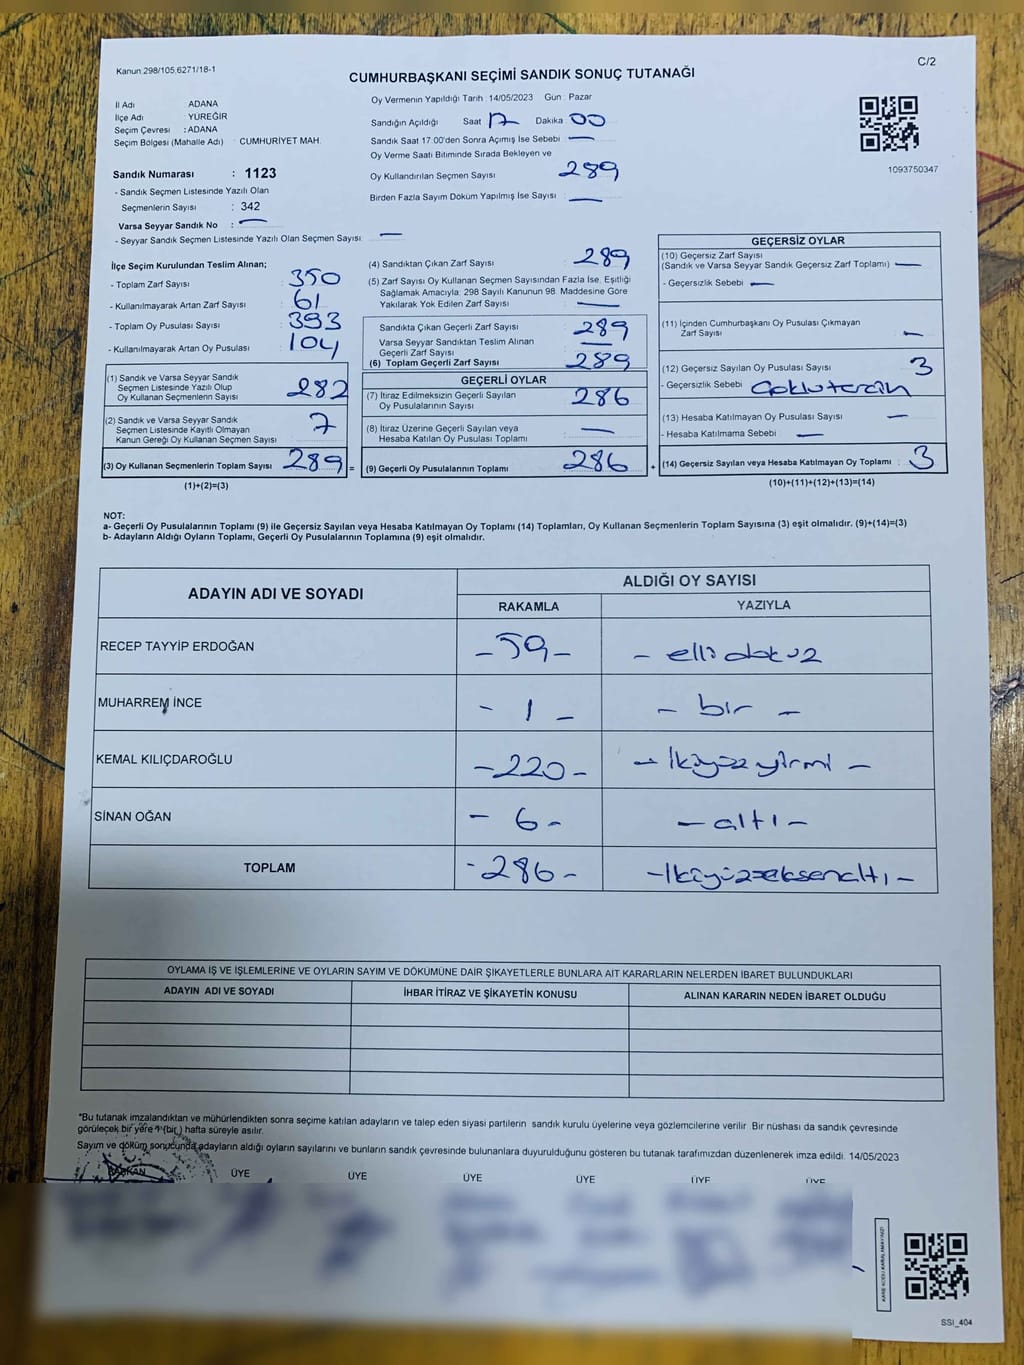 Kanun:298/105;6271/18-1
C/2
CUMHURBAŞKANI SEÇİMİ SANDIK SONUÇ TUTANAĞI
İl Adı : ADANA
İlçe Adı : YÜREĞİR
Seçim Çevresi : ADANA
Seçim Bölgesi (Mahalle Adı) : CUMHURİYET MAH.
Sandık Numarası : 1123
- Sandık Seçmen Listesinde Yazılı Olan
Seçmenlerin Sayısı : 342
Varsa Seyyar Sandık No : —
- Seyyar Sandık Seçmen Listesinde Yazılı Olan Seçmen Sayısı: —
Oy Vermenin Yapıldığı Tarih : 14/05/2023 Gün : Pazar
Sandığın Açıldığı Saat 17 Dakika 00
Sandık Saat 17:00'den Sonra Açımış İse Sebebi : —
Oy Verme Saati Bitiminde Sırada Bekleyen ve
Oy Kullandırılan Seçmen Sayısı 289
Birden Fazla Sayım Döküm Yapılmış İse Sayısı : —
1093750347
İlçe Seçim Kurulundan Teslim Alınan;
- Toplam Zarf Sayısı : 350
- Kullanılmayarak Artan Zarf Sayısı : 61
- Toplam Oy Pusulası Sayısı : 393
- Kullanılmayarak Artan Oy Pusulası : 104
(1) Sandık ve Varsa Seyyar Sandık
Seçmen Listesinde Yazılı Olup
Oy Kullanan Seçmenlerin Sayısı : 282
(2) Sandık ve Varsa Seyyar Sandık
Seçmen Listesinde Kayıtlı Olmayan
Kanun Gereği Oy Kullanan Seçmen Sayısı : 7
(3) Oy Kullanan Seçmenlerin Toplam Sayısı : 289 =
(1)+(2)=(3)
(4) Sandıktan Çıkan Zarf Sayısı : 289
(5) Zarf Sayısı Oy Kullanan Seçmen Sayısından Fazla İse, Eşitliği
Sağlamak Amacıyla; 298 Sayılı Kanunun 98. Maddesine Göre
Yakılarak Yok Edilen Zarf Sayısı : —
Sandıkta Çıkan Geçerli Zarf Sayısı : 289
Varsa Seyyar Sandıktan Teslim Alınan
Geçerli Zarf Sayısı : —
(6) Toplam Geçerli Zarf Sayısı : 289
GEÇERLİ OYLAR
(7) İtiraz Edilmeksizin Geçerli Sayılan
Oy Pusulalarının Sayısı : 286
(8) İtiraz Üzerine Geçerli Sayılan veya
Hesaba Katılan Oy Pusulası Toplamı : —
(9) Geçerli Oy Pusulalarının Toplamı : 286 +
GEÇERSİZ OYLAR
(10) Geçersiz Zarf Sayısı
(Sandık ve Varsa Seyyar Sandık Geçersiz Zarf Toplamı) : —
- Geçersizlik Sebebi : —
(11) İçinden Cumhurbaşkanı Oy Pusulası Çıkmayan
Zarf Sayısı : —
(12) Geçersiz Sayılan Oy Pusulası Sayısı : 3
- Geçersizlik Sebebi :
(13) Hesaba Katılmayan Oy Pusulası Sayısı : —
- Hesaba Katılmama Sebebi : —
(14) Geçersiz Sayılan veya Hesaba Katılmayan Oy Toplamı : 3
(10)+(11)+(12)+(13)=(14)
NOT:
a- Geçerli Oy Pusulalarının Toplamı (9) ile Geçersiz Sayılan veya Hesaba Katılmayan Oy Toplamı (14) Toplamları, Oy Kullanan Seçmenlerin Toplam Sayısına (3) eşit olmalıdır. (9)+(14)=(3)
b- Adayların Aldığı Oyların Toplamı, Geçerli Oy Pusulalarının Toplamına (9) eşit olmalıdır.
ADAYIN ADI VE SOYADI ALDIĞI OY SAYISI
RAKAMLA YAZIYLA
RECEP TAYYİP ERDOĞAN -59- - elli dokuz
MUHARREM İNCE - 1 - - bir -
KEMAL KILIÇDAROĞLU -220- - İkiyüz yirmi -
SİNAN OĞAN - 6 - - altı -
TOPLAM -286- -İkiyüzseksenaltı-
OYLAMA İŞ VE İŞLEMLERİNE VE OYLARIN SAYIM VE DÖKÜMÜNE DAİR ŞİKAYETLERLE BUNLARA AİT KARARLARIN NELERDEN İBARET BULUNDUKLARI
ADAYIN ADI VE SOYADI İHBAR İTİRAZ VE ŞİKAYETİN KONUSU ALINAN KARARIN NEDEN İBARET OLDUĞU
*Bu tutanak imzalandıktan ve mühürlendikten sonra seçime katılan adayların ve talep eden siyasi partilerin sandık kurulu üyelerine veya gözlemcilerine verilir. Bir nüshası da sandık çevresinde
görülecek bir yere 1 (bir) hafta süreyle asılır.
Sayım ve döküm sonucunda adayların aldığı oyların sayılarını ve bunların sandık çevresinde bulunanlara duyurulduğunu gösteren bu tutanak tarafımızdan düzenlenerek imza edildi. 14/05/2023
BAŞKAN ÜYE ÜYE ÜYE ÜYE ÜYE ÜYE
KARE KODU KARALAMAYINIZ!
SSI_404